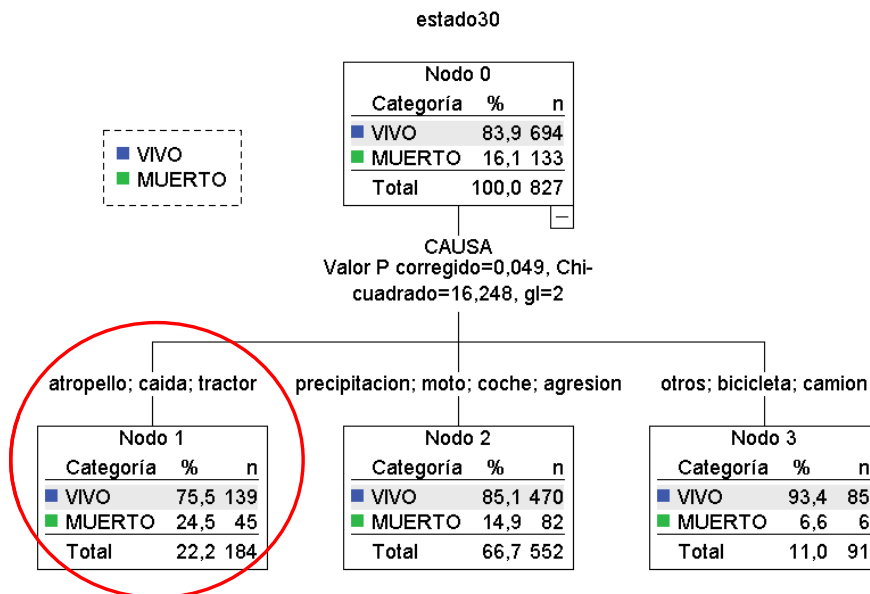 estado30
Nodo 0
Categoría % n
VIVO 83,9 694
MUERTO 16,1 133
Total 100,0 827
VIVO
MUERTO
CAUSA
Valor P corregido=0,049, Chi-
cuadrado=16,248, gl=2
atropello; caida; tractor
precipitacion; moto; coche; agresion
otros; bicicleta; camion
Nodo 1
Categoría % n
VIVO 75,5 139
MUERTO 24,5 45
Total 22,2 184
Nodo 2
Categoría % n
VIVO 85,1 470
MUERTO 14,9 82
Total 66,7 552
Nodo 3
Categoría % n
VIVO 93,4 85
MUERTO 6,6 6
Total 11,0 91